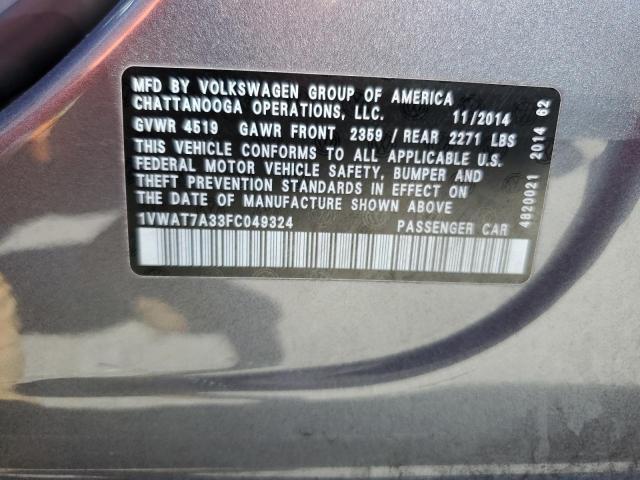 MFD BY VOLKSWAGEN GROUP OF AMERICA
CHATTANOOGA OPERATIONS, LLC. 11/2014
GVWR 4519 GAWR FRONT 2359 / REAR 2271 LBS
THIS VEHICLE CONFORMS TO ALL APPLICABLE U.S.
FEDERAL MOTOR VEHICLE SAFETY, BUMPER AND
THEFT PREVENTION STANDARDS IN EFFECT ON
THE DATE OF MANUFACTURE SHOWN ABOVE
1VWAT7A33FC049324 PASSENGER CAR
4820021 2014 62